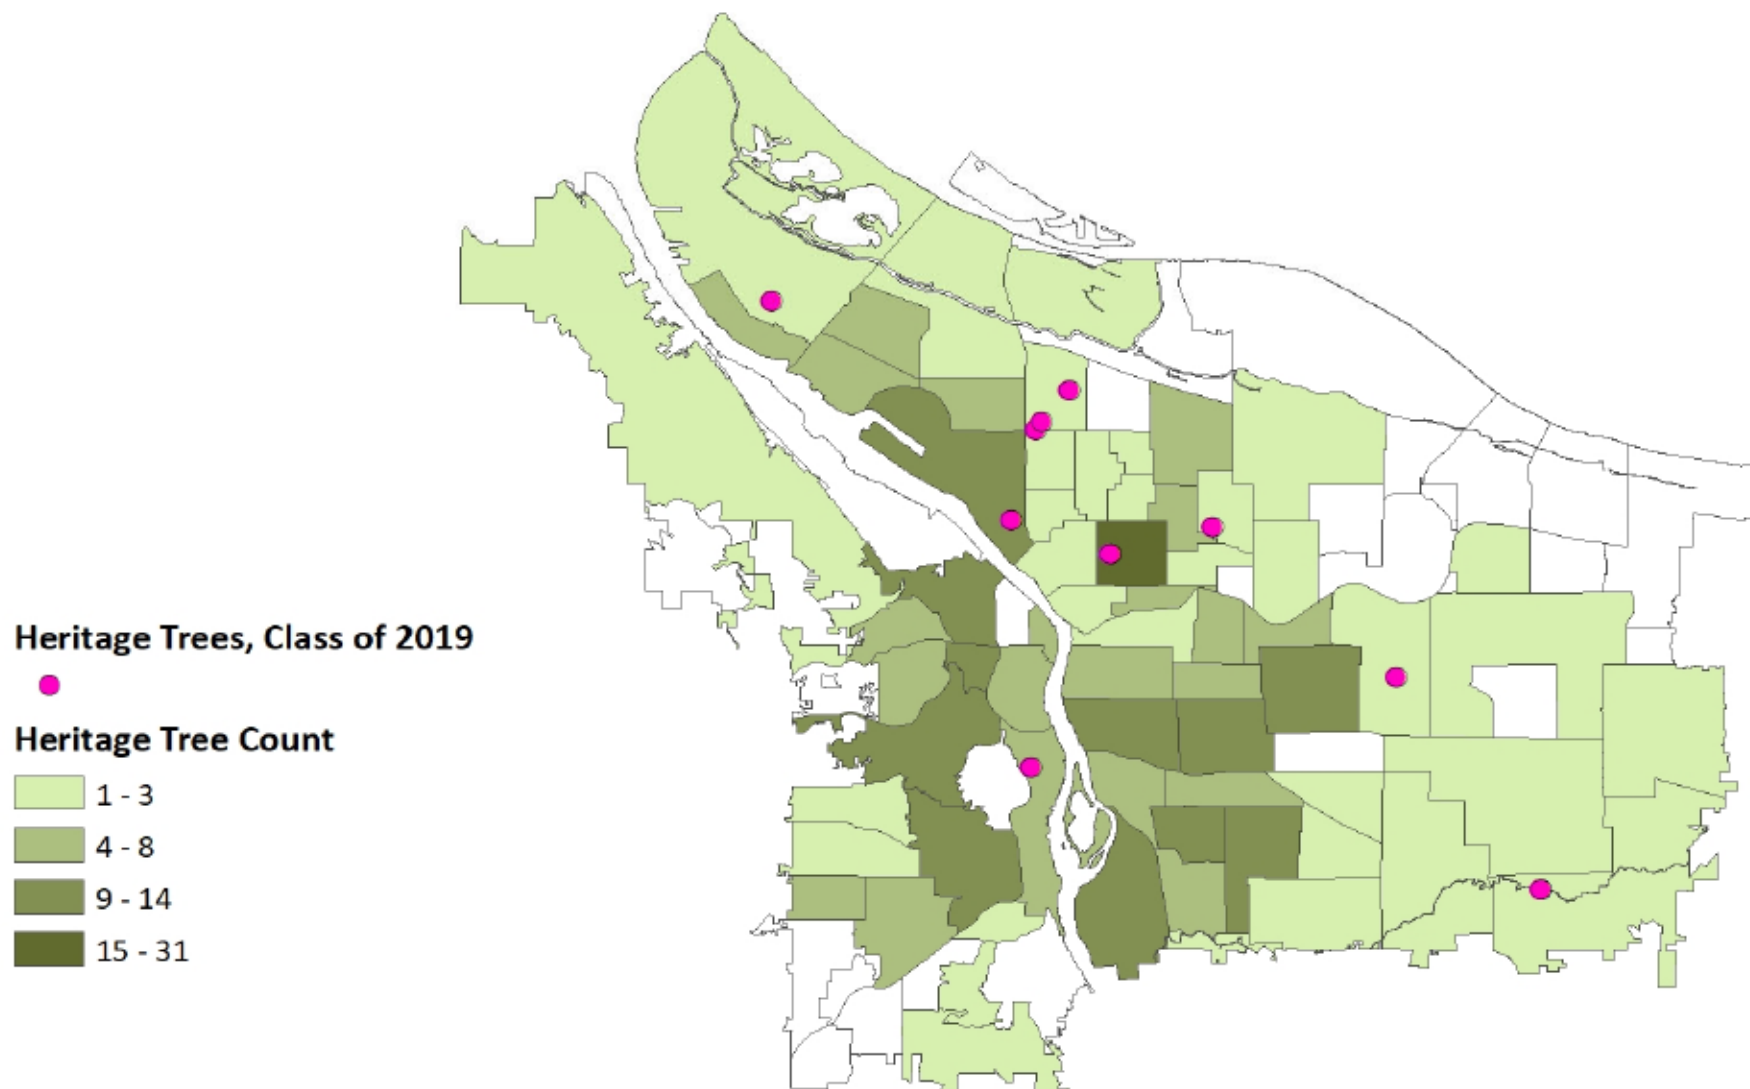 Heritage Trees, Class of 2019
Heritage Tree Count
1 - 3
4 - 8
9 - 14
15 - 31